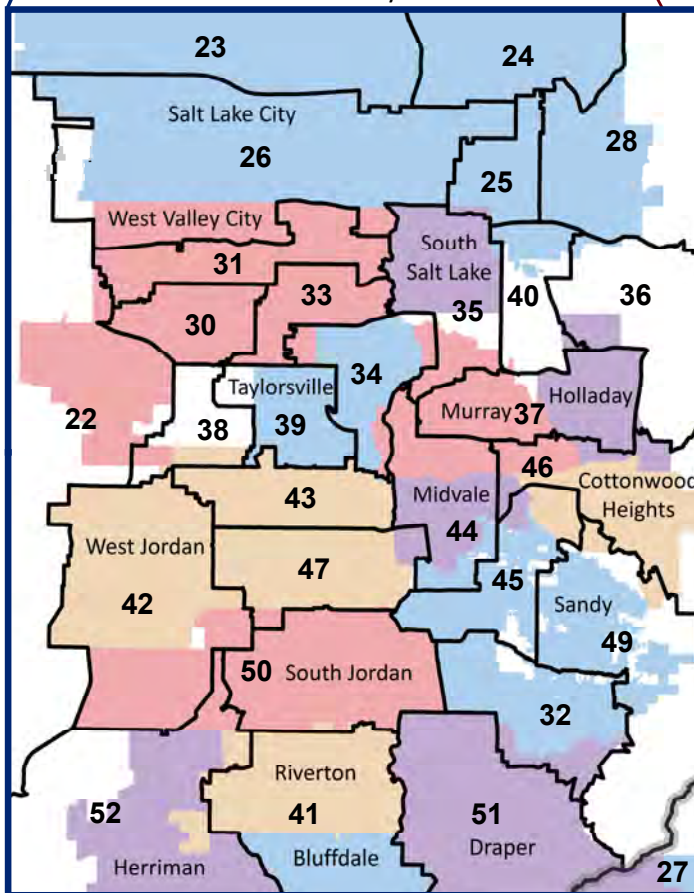 23
24
Salt Lake City
26
28
25
West Valley City
South
Salt Lake
31
33
40
36
35
30
34
Taylorsville
Holladay
22
38
39
Murray 37
46
Cottonwood
Heights
43
Midvale
44
West Jordan
47
45
42
Sandy
49
50 South Jordan
32
Riverton
52
41
51
Draper
Bluffdale
Herriman
27